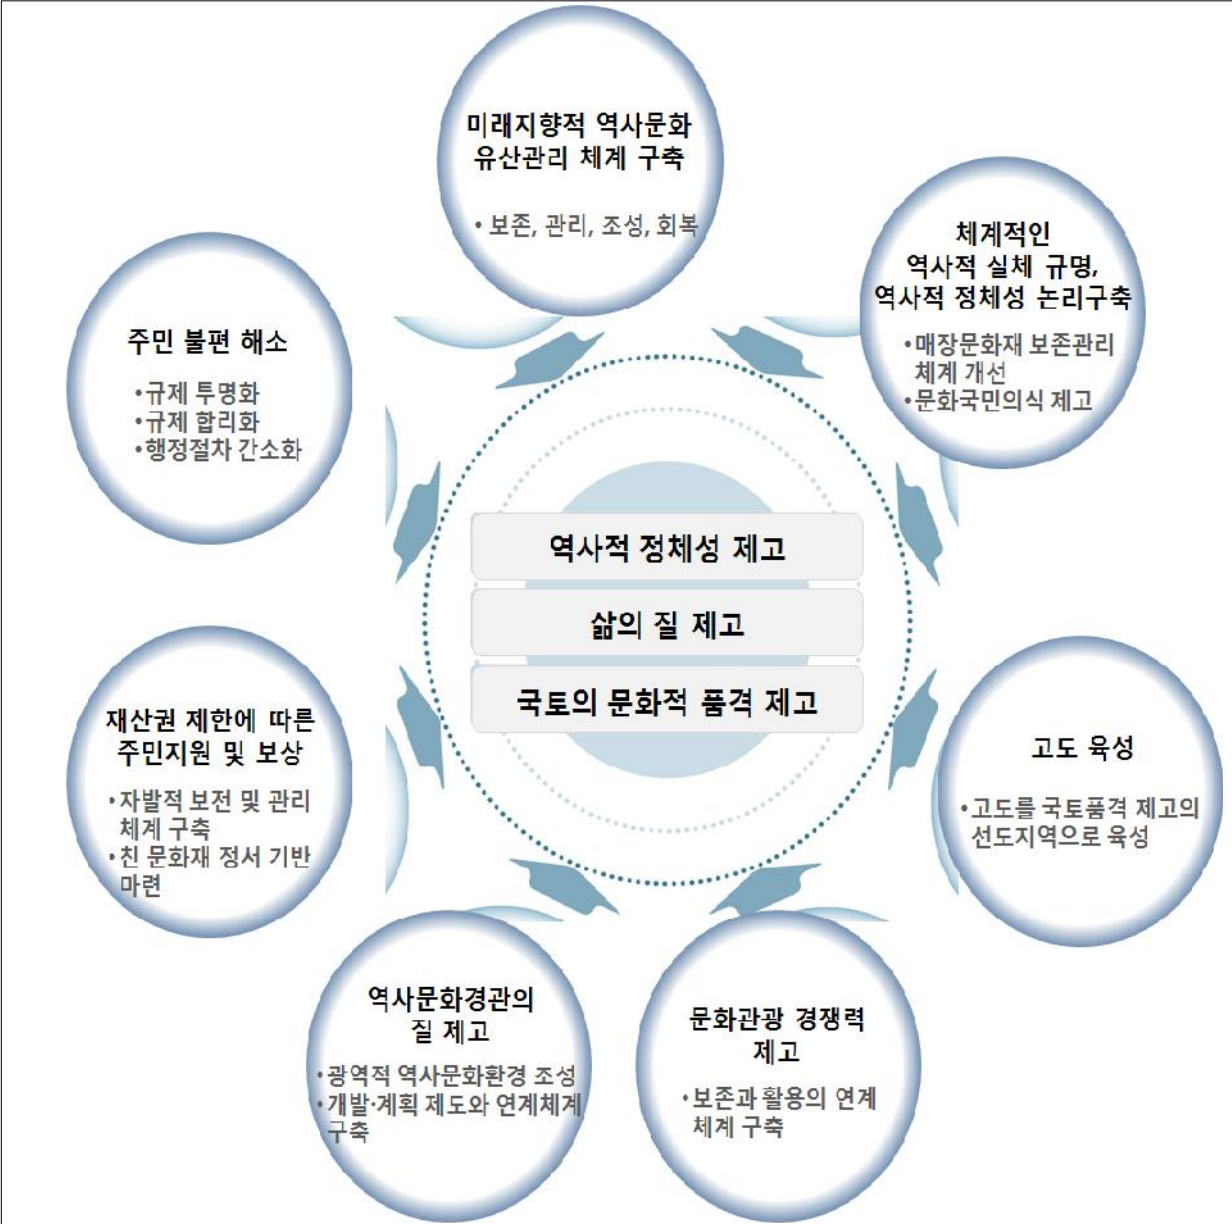 미래지향적 역사문화
유산관리 체계 구축
• 보존, 관리, 조성, 회복
체계적인
역사적 실체 규명,
역사적 정체성 논리구축
•매장문화재 보존관리
체계 개선
•문화국민의식 제고
주민 불편 해소
•규제 투명화
•규제 합리화
•행정절차 간소화
역사적 정체성 제고
삶의 질 제고
국토의 문화적 품격 제고
재산권 제한에 따른
주민지원 및 보상
•자발적 보전 및 관리
체계 구축
•친 문화재 정서 기반
마련
고도 육성
•고도를 국토품격 제고의
선도지역으로 육성
역사문화경관의
질 제고
•광역적 역사문화환경 조성
•개발·계획 제도와 연계체계
구축
문화관광 경쟁력
제고
•보존과 활용의 연계
체계 구축